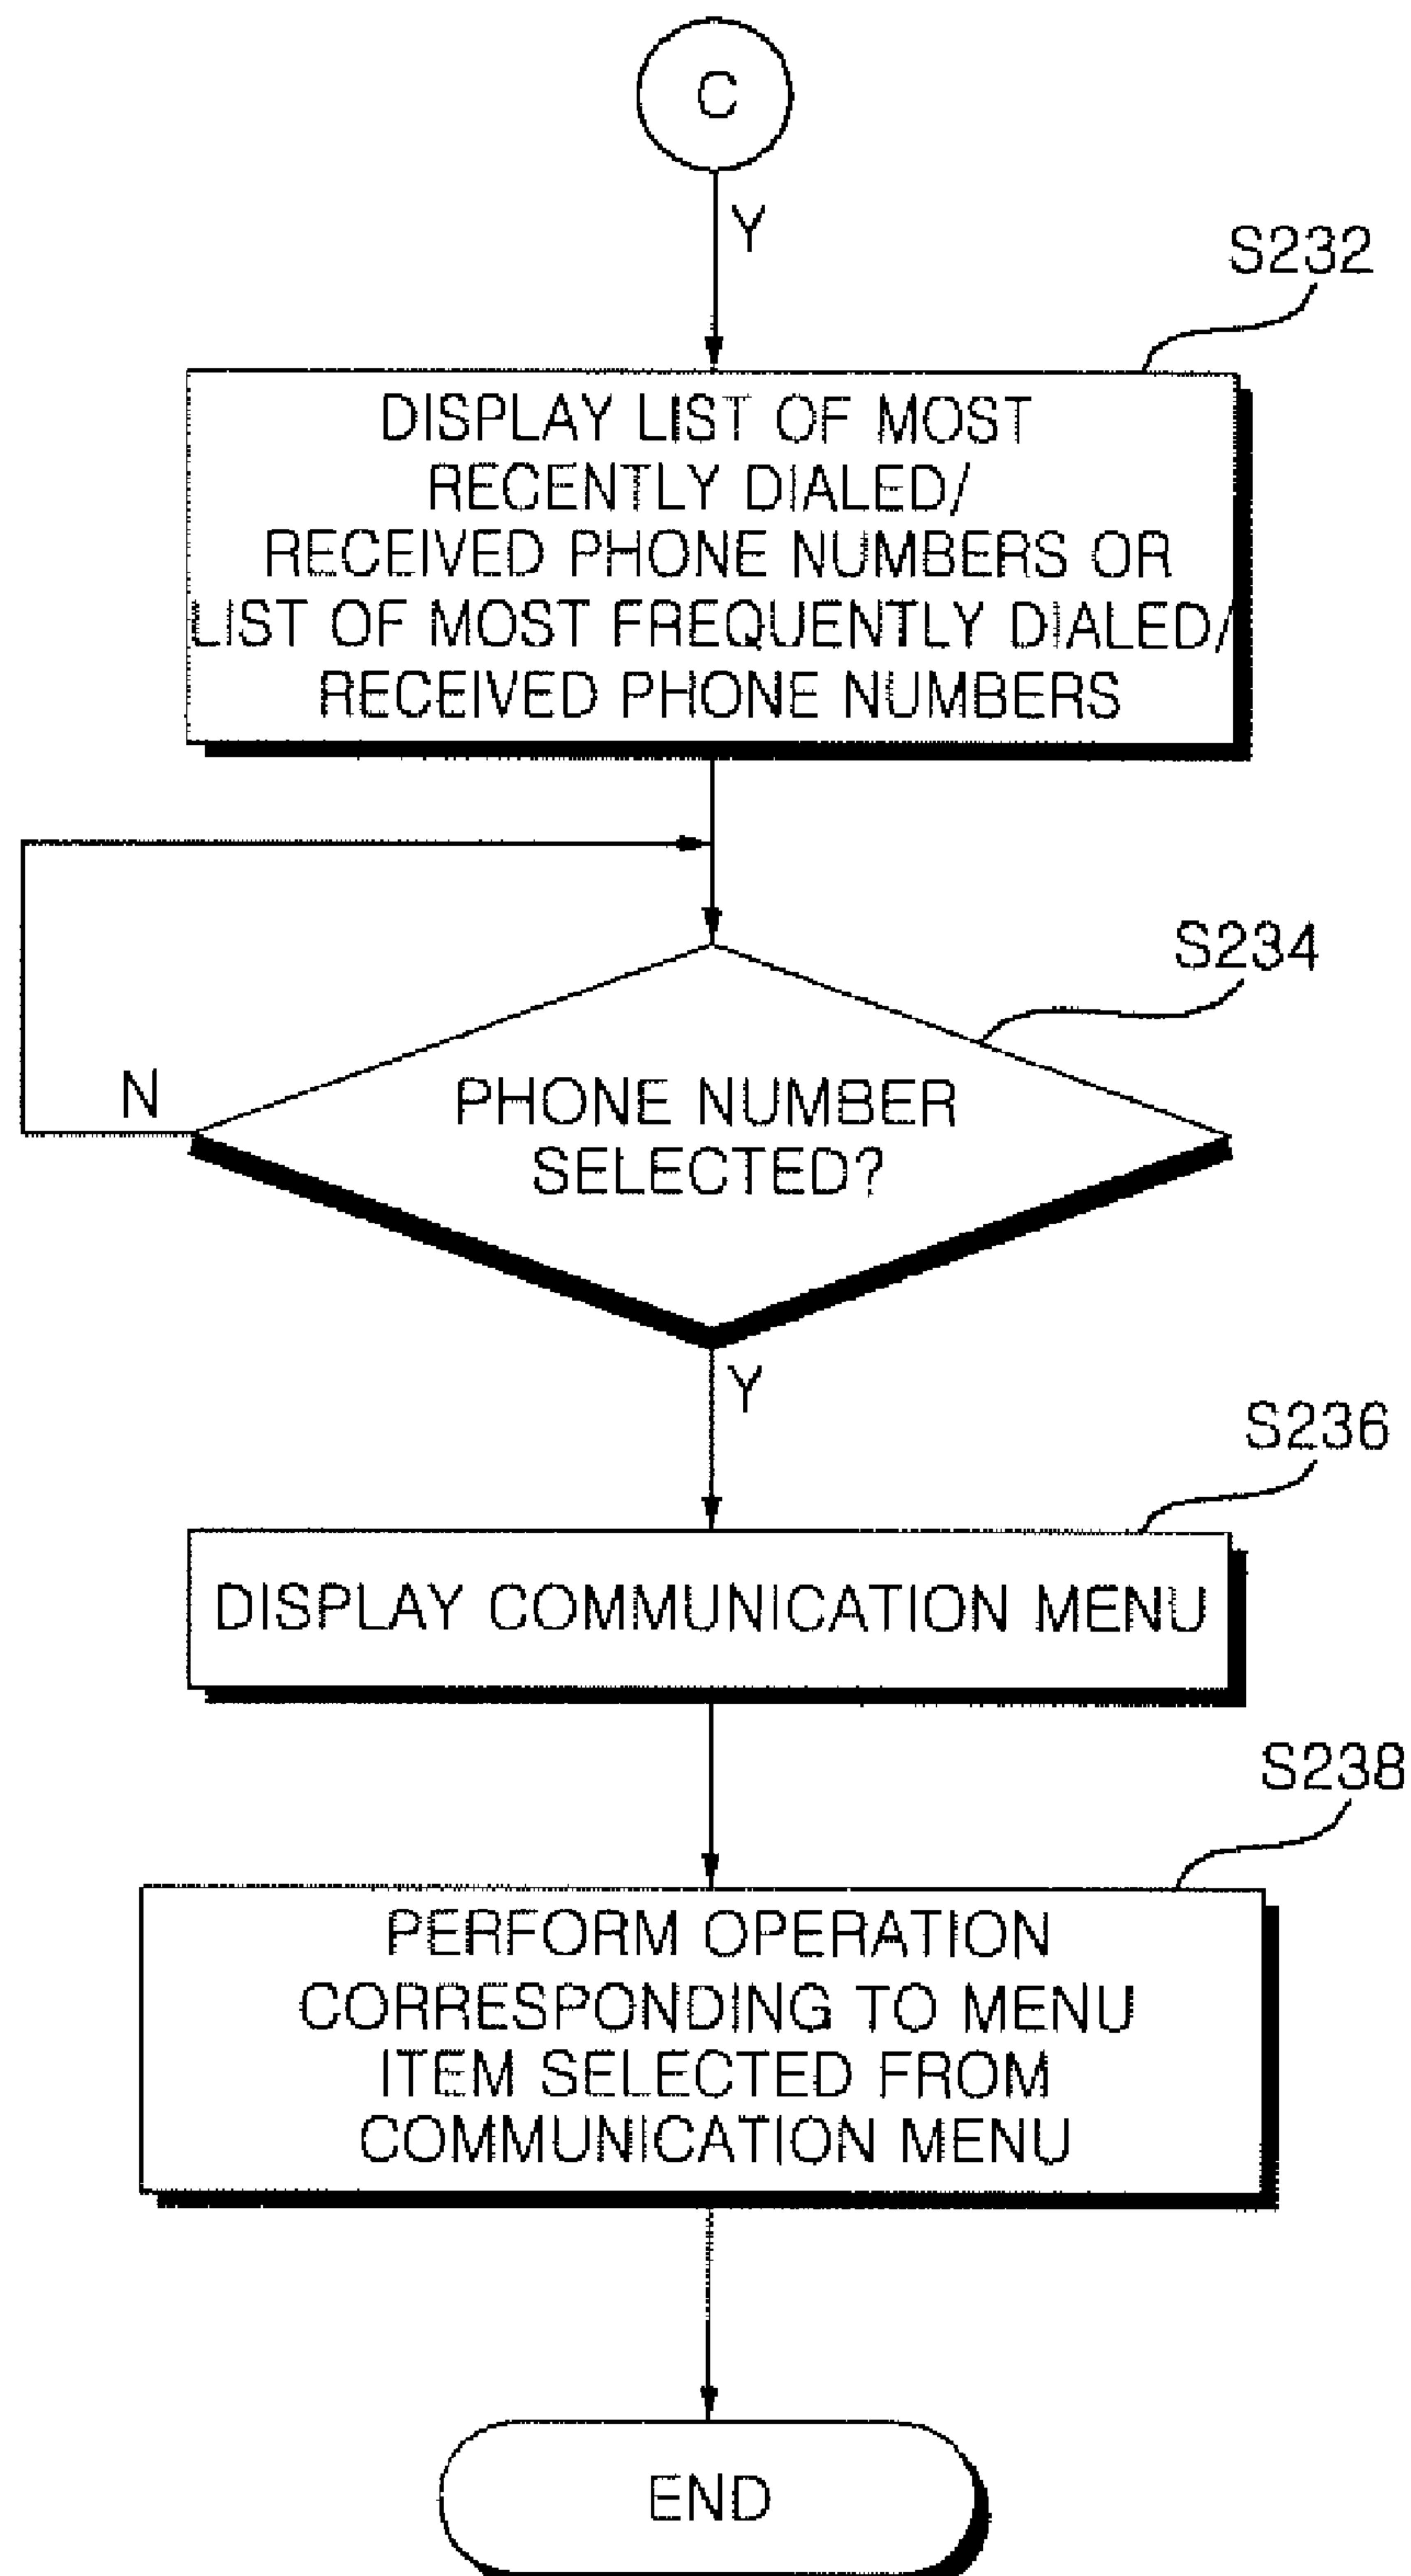 C
Y
S232
DISPLAY LIST OF MOST
RECENTLY DIALED/
RECEIVED PHONE NUMBERS OR
LIST OF MOST FREQUENTLY DIALED/
RECEIVED PHONE NUMBERS
S234
N
PHONE NUMBER
SELECTED?
Y
S236
DISPLAY COMMUNICATION MENU
S238
PERFORM OPERATION
CORRESPONDING TO MENU
ITEM SELECTED FROM
COMMUNICATION MENU
END